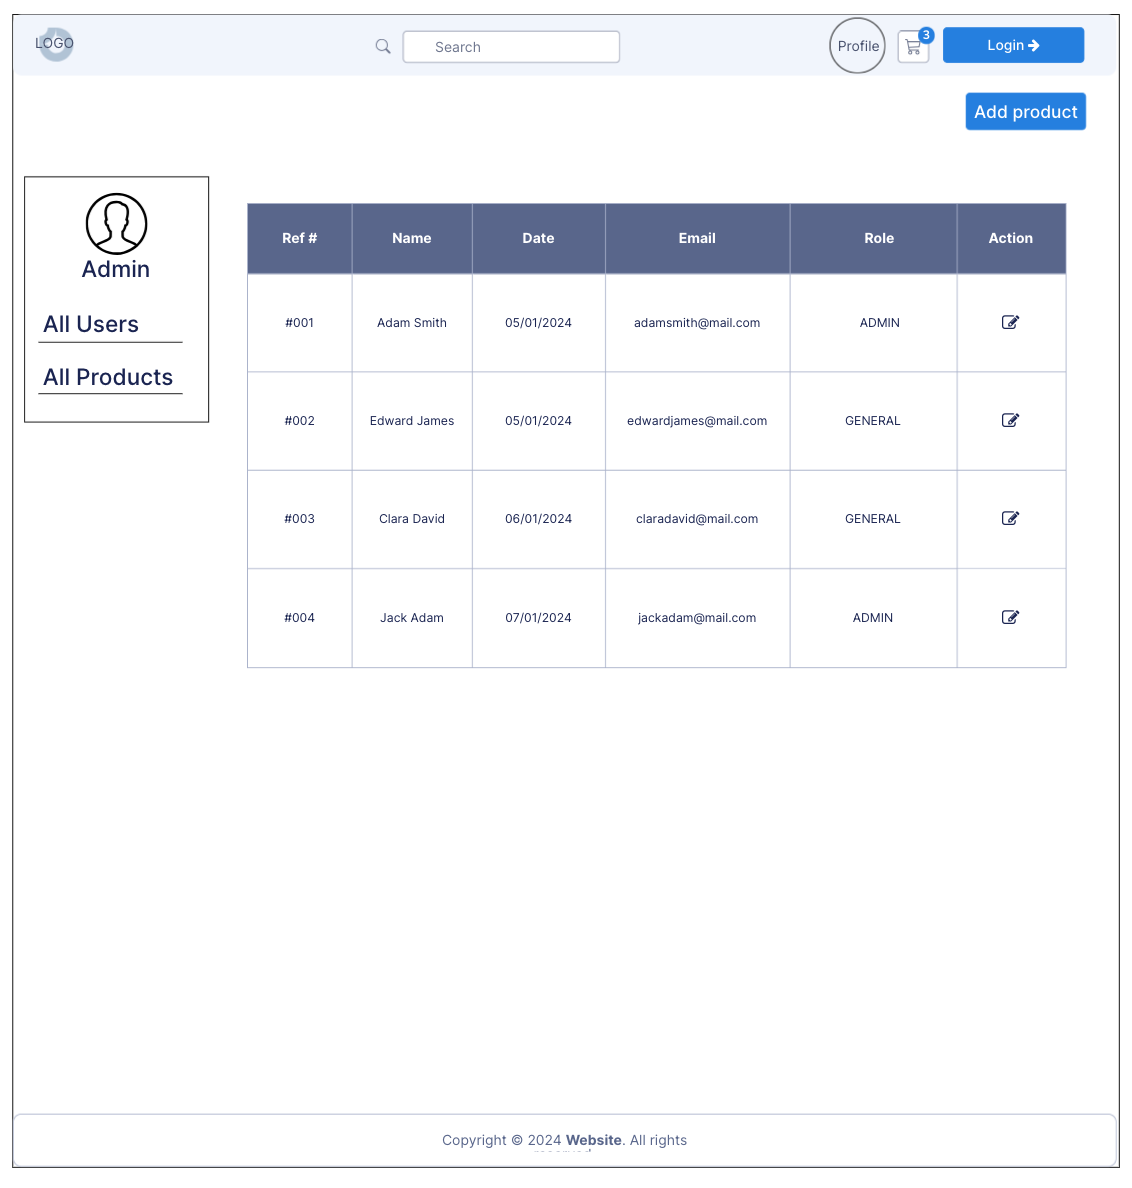 LOGO Search Profile 3 Login
Add product
Admin
All Users
All Products
Ref # Name Date Email Role Action
#001 Adam Smith 05/01/2024 adamsmith@mail.com ADMIN
#002 Edward James 05/01/2024 edwardjames@mail.com GENERAL
#003 Clara David 06/01/2024 claradavid@mail.com GENERAL
#004 Jack Adam 07/01/2024 jackadam@mail.com ADMIN
Copyright © 2024 Website. All rights